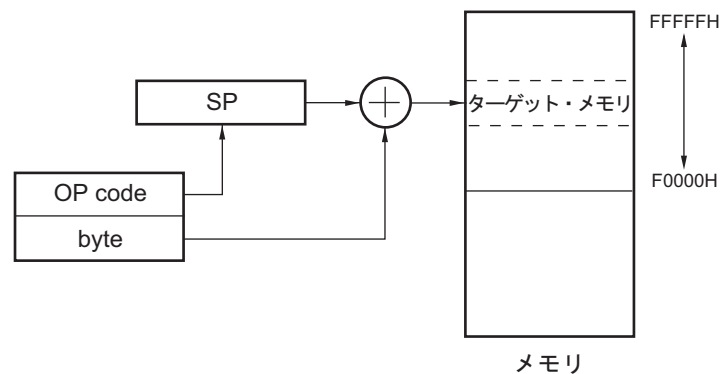 FFFFFH
SP
ターゲット・メモリ
OP code
F0000H
byte
メモリ